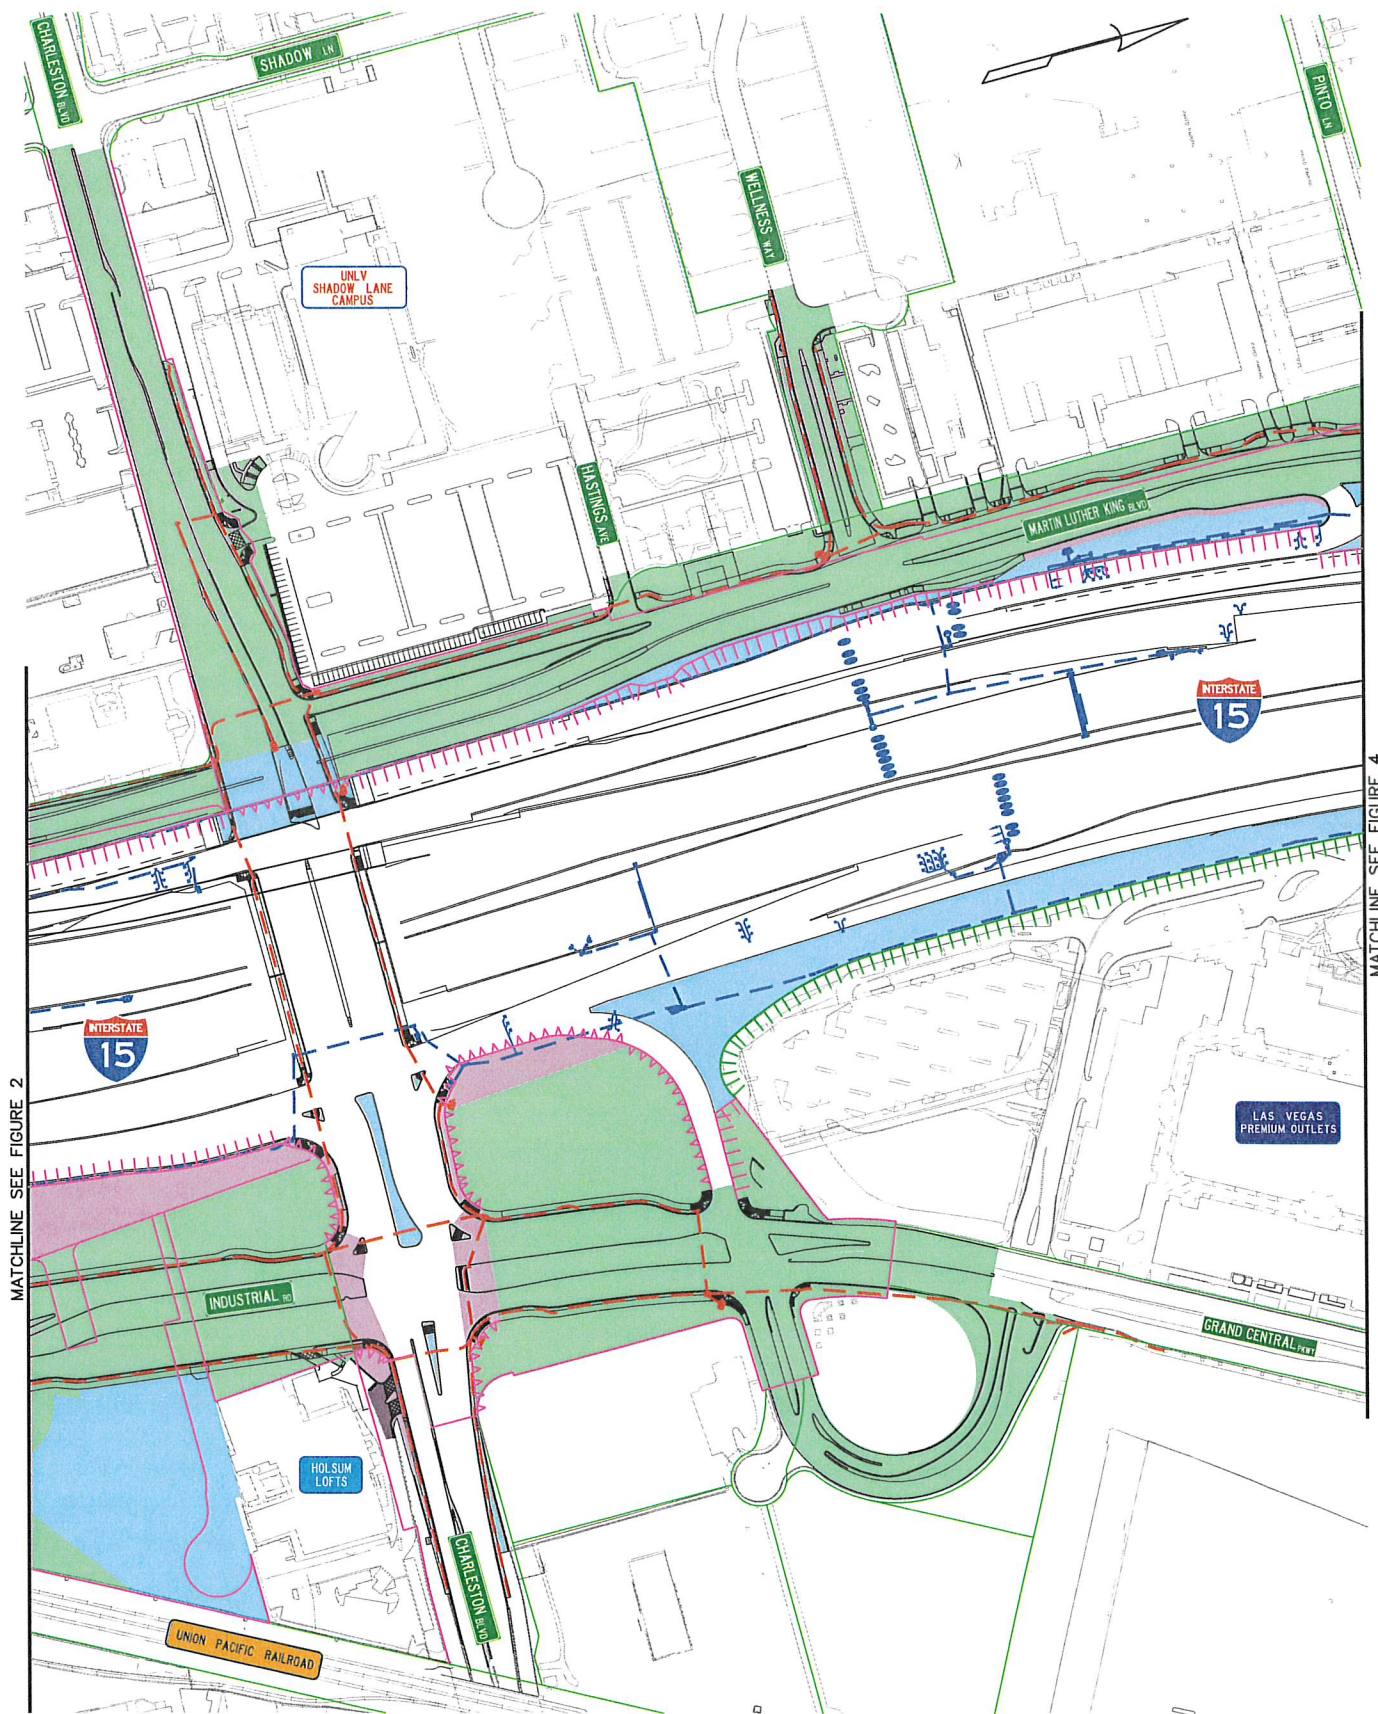 CHARLESTON BLVD
SHADOW LN
PINTO LN
WELLNESS WAY
UNLV
SHADOW LANE
CAMPUS
HASTINGS AVE
MARTIN LUTHER KING BLVD
INTERSTATE
15
MATCHLINE SEE FIGURE 4
INTERSTATE
15
MATCHLINE SEE FIGURE 2
LAS VEGAS
PREMIUM OUTLETS
INDUSTRIAL RD
GRAND CENTRAL PKWY
HOLSUM
LOFTS
CHARLESTON BLVD
UNION PACIFIC RAILROAD